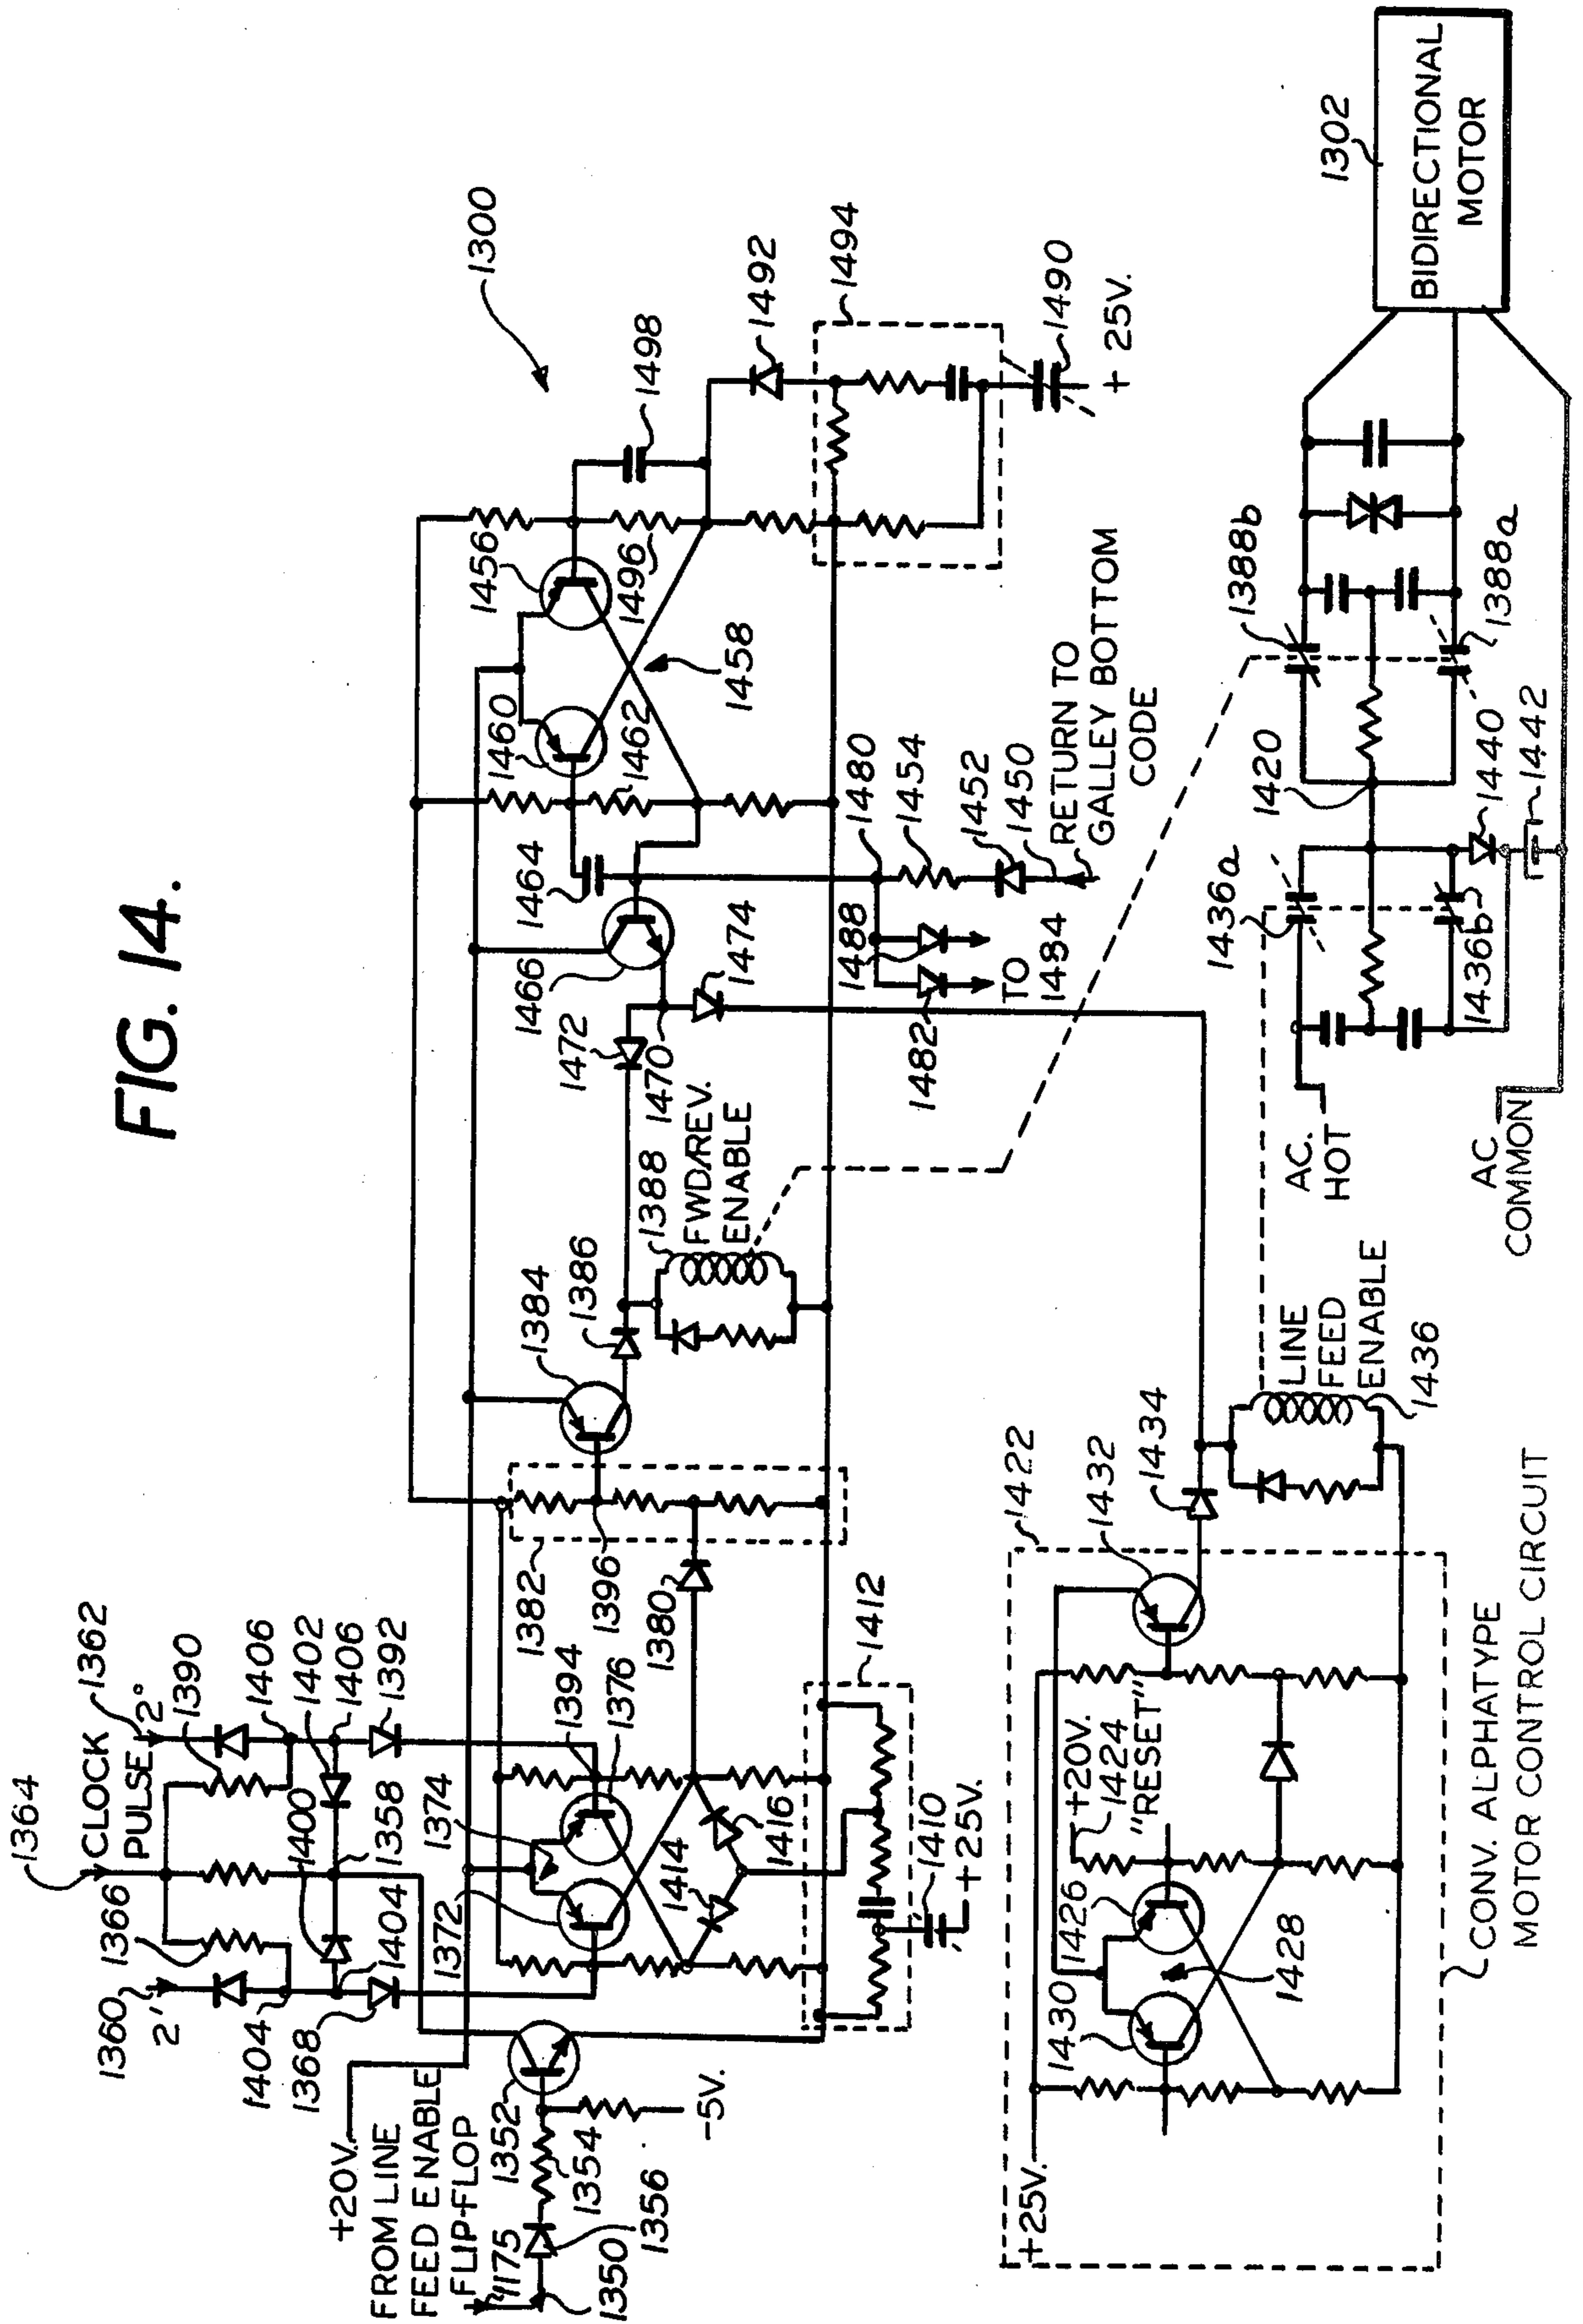 FIG. 14.
1364
CLOCK
PULSE
1362
2°
1390
1406
1402
1406
1392
1366
1360
2'
1404
1368
1400
1358
1404
+20V.
FROM LINE
FEED ENABLE
FLIP-FLOP
1175
1350
1356
1354
1352
-5V.
1372
1374
1394
1376
1414
1416
1380
1382
1396
1412
1410
+25V.
1384
1386
1388
FWD/REV.
ENABLE
1472
1470
1474
1466
1464
1460
1462
1456
1496
1458
1498
1300
1492
1494
1490
+ 25V.
1480
1454
1452
1450
RETURN TO
GALLEY BOTTOM
CODE
1488
1482
TO
1484
1422
1432
1434
LINE
FEED
ENABLE
1436
+25V.
+20V.
1424
"RESET"
1426
1430
1428
CONV. ALPHATYPE
MOTOR CONTROL CIRCUIT
AC.
HOT
AC
COMMON
1436a
1436b
1420
1440
1442
1388b
1388a
1302
BIDIRECTIONAL
MOTOR